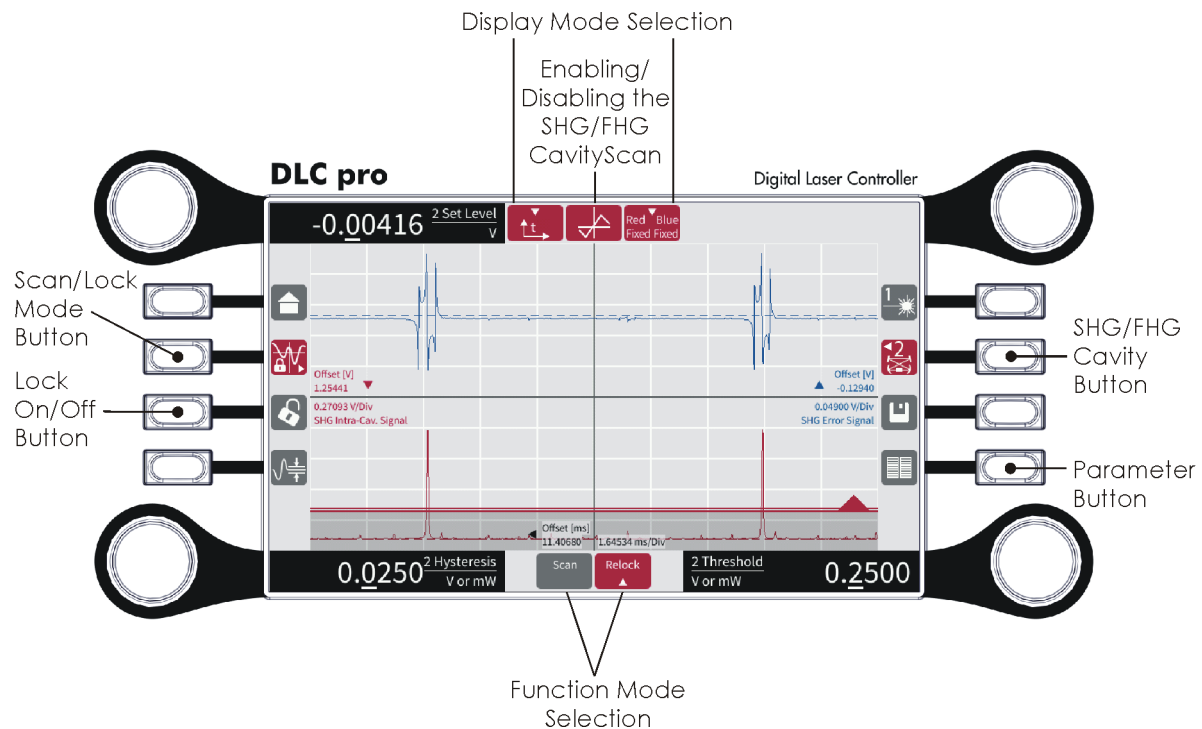 Display Mode Selection
Enabling/
Disabling the
SHG/FHG
CavityScan
DLC pro
Digital Laser Controller
-0.00416
2 Set Level
V
t
Red Blue
Fixed Fixed
Scan/Lock
Mode
Button
Lock
On/Off
Button
1
2
SHG/FHG
Cavity
Button
Parameter
Button
Offset [V]
1.25441
0.27093 V/Div
SHG Intra-Cav. Signal
Offset [V]
-0.12940
0.04900 V/Div
SHG Error Signal
Offset [ms]
11.40680
1.64534 ms/Div
0.0250
2 Hysteresis
V or mW
Scan
Relock
2 Threshold
V or mW
0.2500
Function Mode
Selection